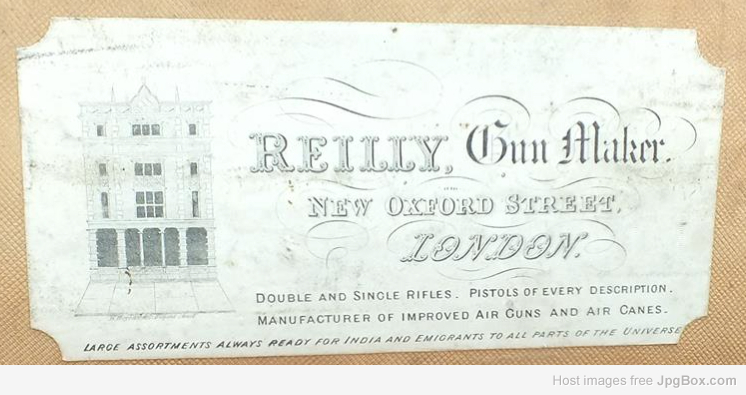 REILLY, Gun Maker.
NEW OXFORD STREET,
LONDON.
DOUBLE AND SINGLE RIFLES. PISTOLS OF EVERY DESCRIPTION.
MANUFACTURER OF IMPROVED AIR GUNS AND AIR CANES.
LARGE ASSORTMENTS ALWAYS READY FOR INDIA AND EMIGRANTS TO ALL PARTS OF THE UNIVERSE
Host images free JpgBox.com